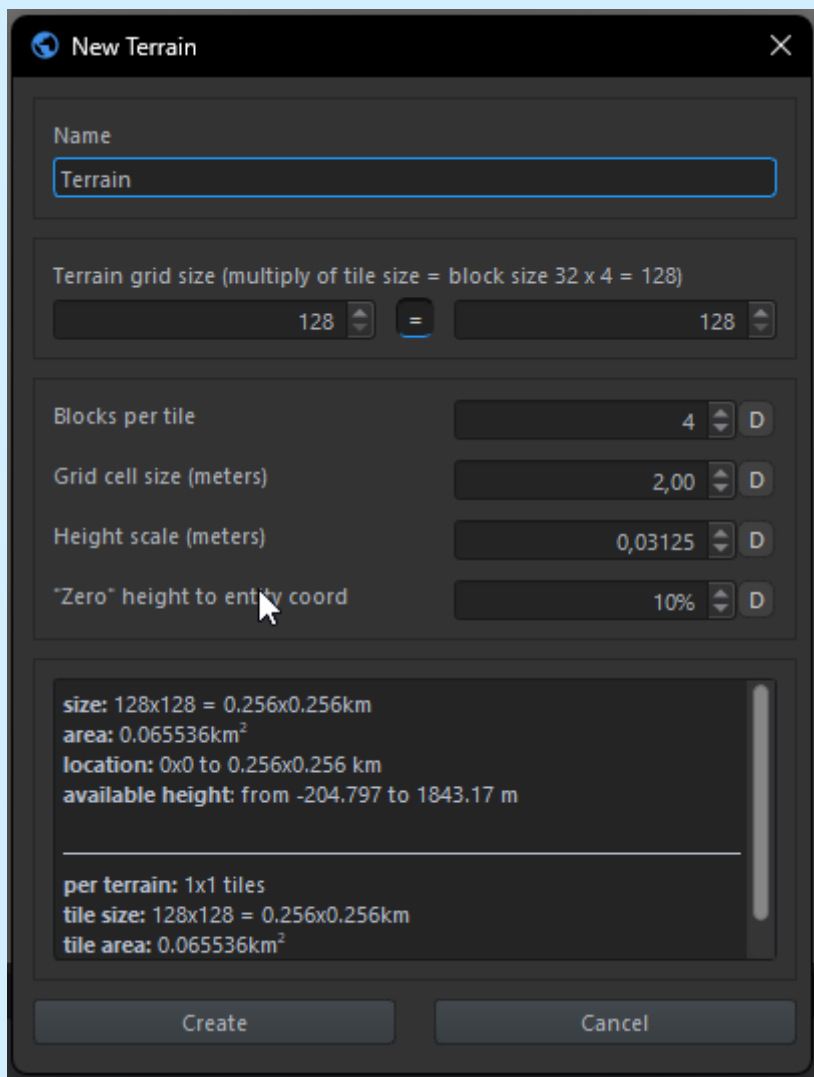 New Terrain
Name
Terrain
Terrain grid size (multiply of tile size = block size 32 x 4 = 128)
128 = 128
Blocks per tile 4 D
Grid cell size (meters) 2,00 D
Height scale (meters) 0,03125 D
"Zero" height to entity coord 10% D
size: 128x128 = 0.256x0.256km
area: 0.065536km²
location: 0x0 to 0.256x0.256 km
available height: from -204.797 to 1843.17 m
per terrain: 1x1 tiles
tile size: 128x128 = 0.256x0.256km
tile area: 0.065536km²
Create Cancel